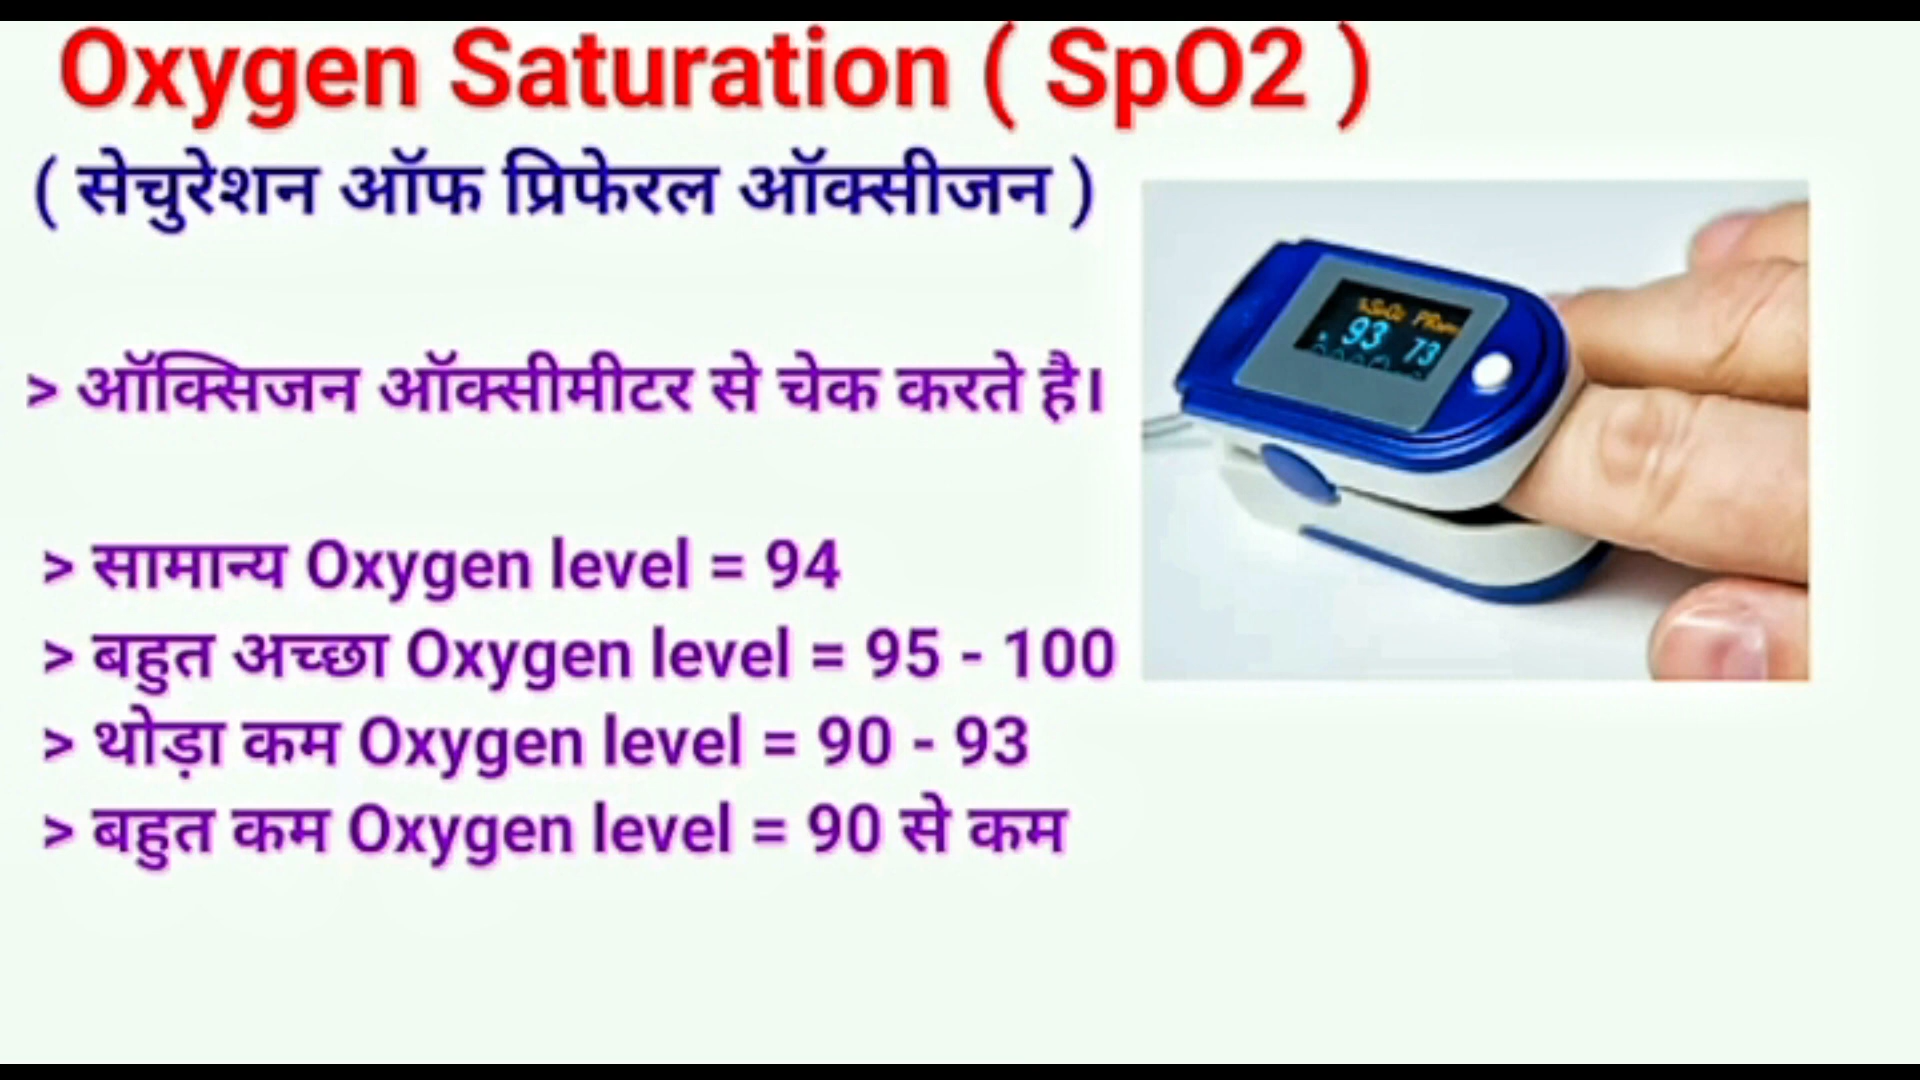 Oxygen Saturation ( SpO2 )
( सेचुरेशन ऑफ प्रिफेरल ऑक्सीजन )
> ऑक्सिजन ऑक्सीमीटर से चेक करते है।
93 73
> सामान्य Oxygen level = 94
> बहुत अच्छा Oxygen level = 95 - 100
> थोड़ा कम Oxygen level = 90 - 93
> बहुत कम Oxygen level = 90 से कम